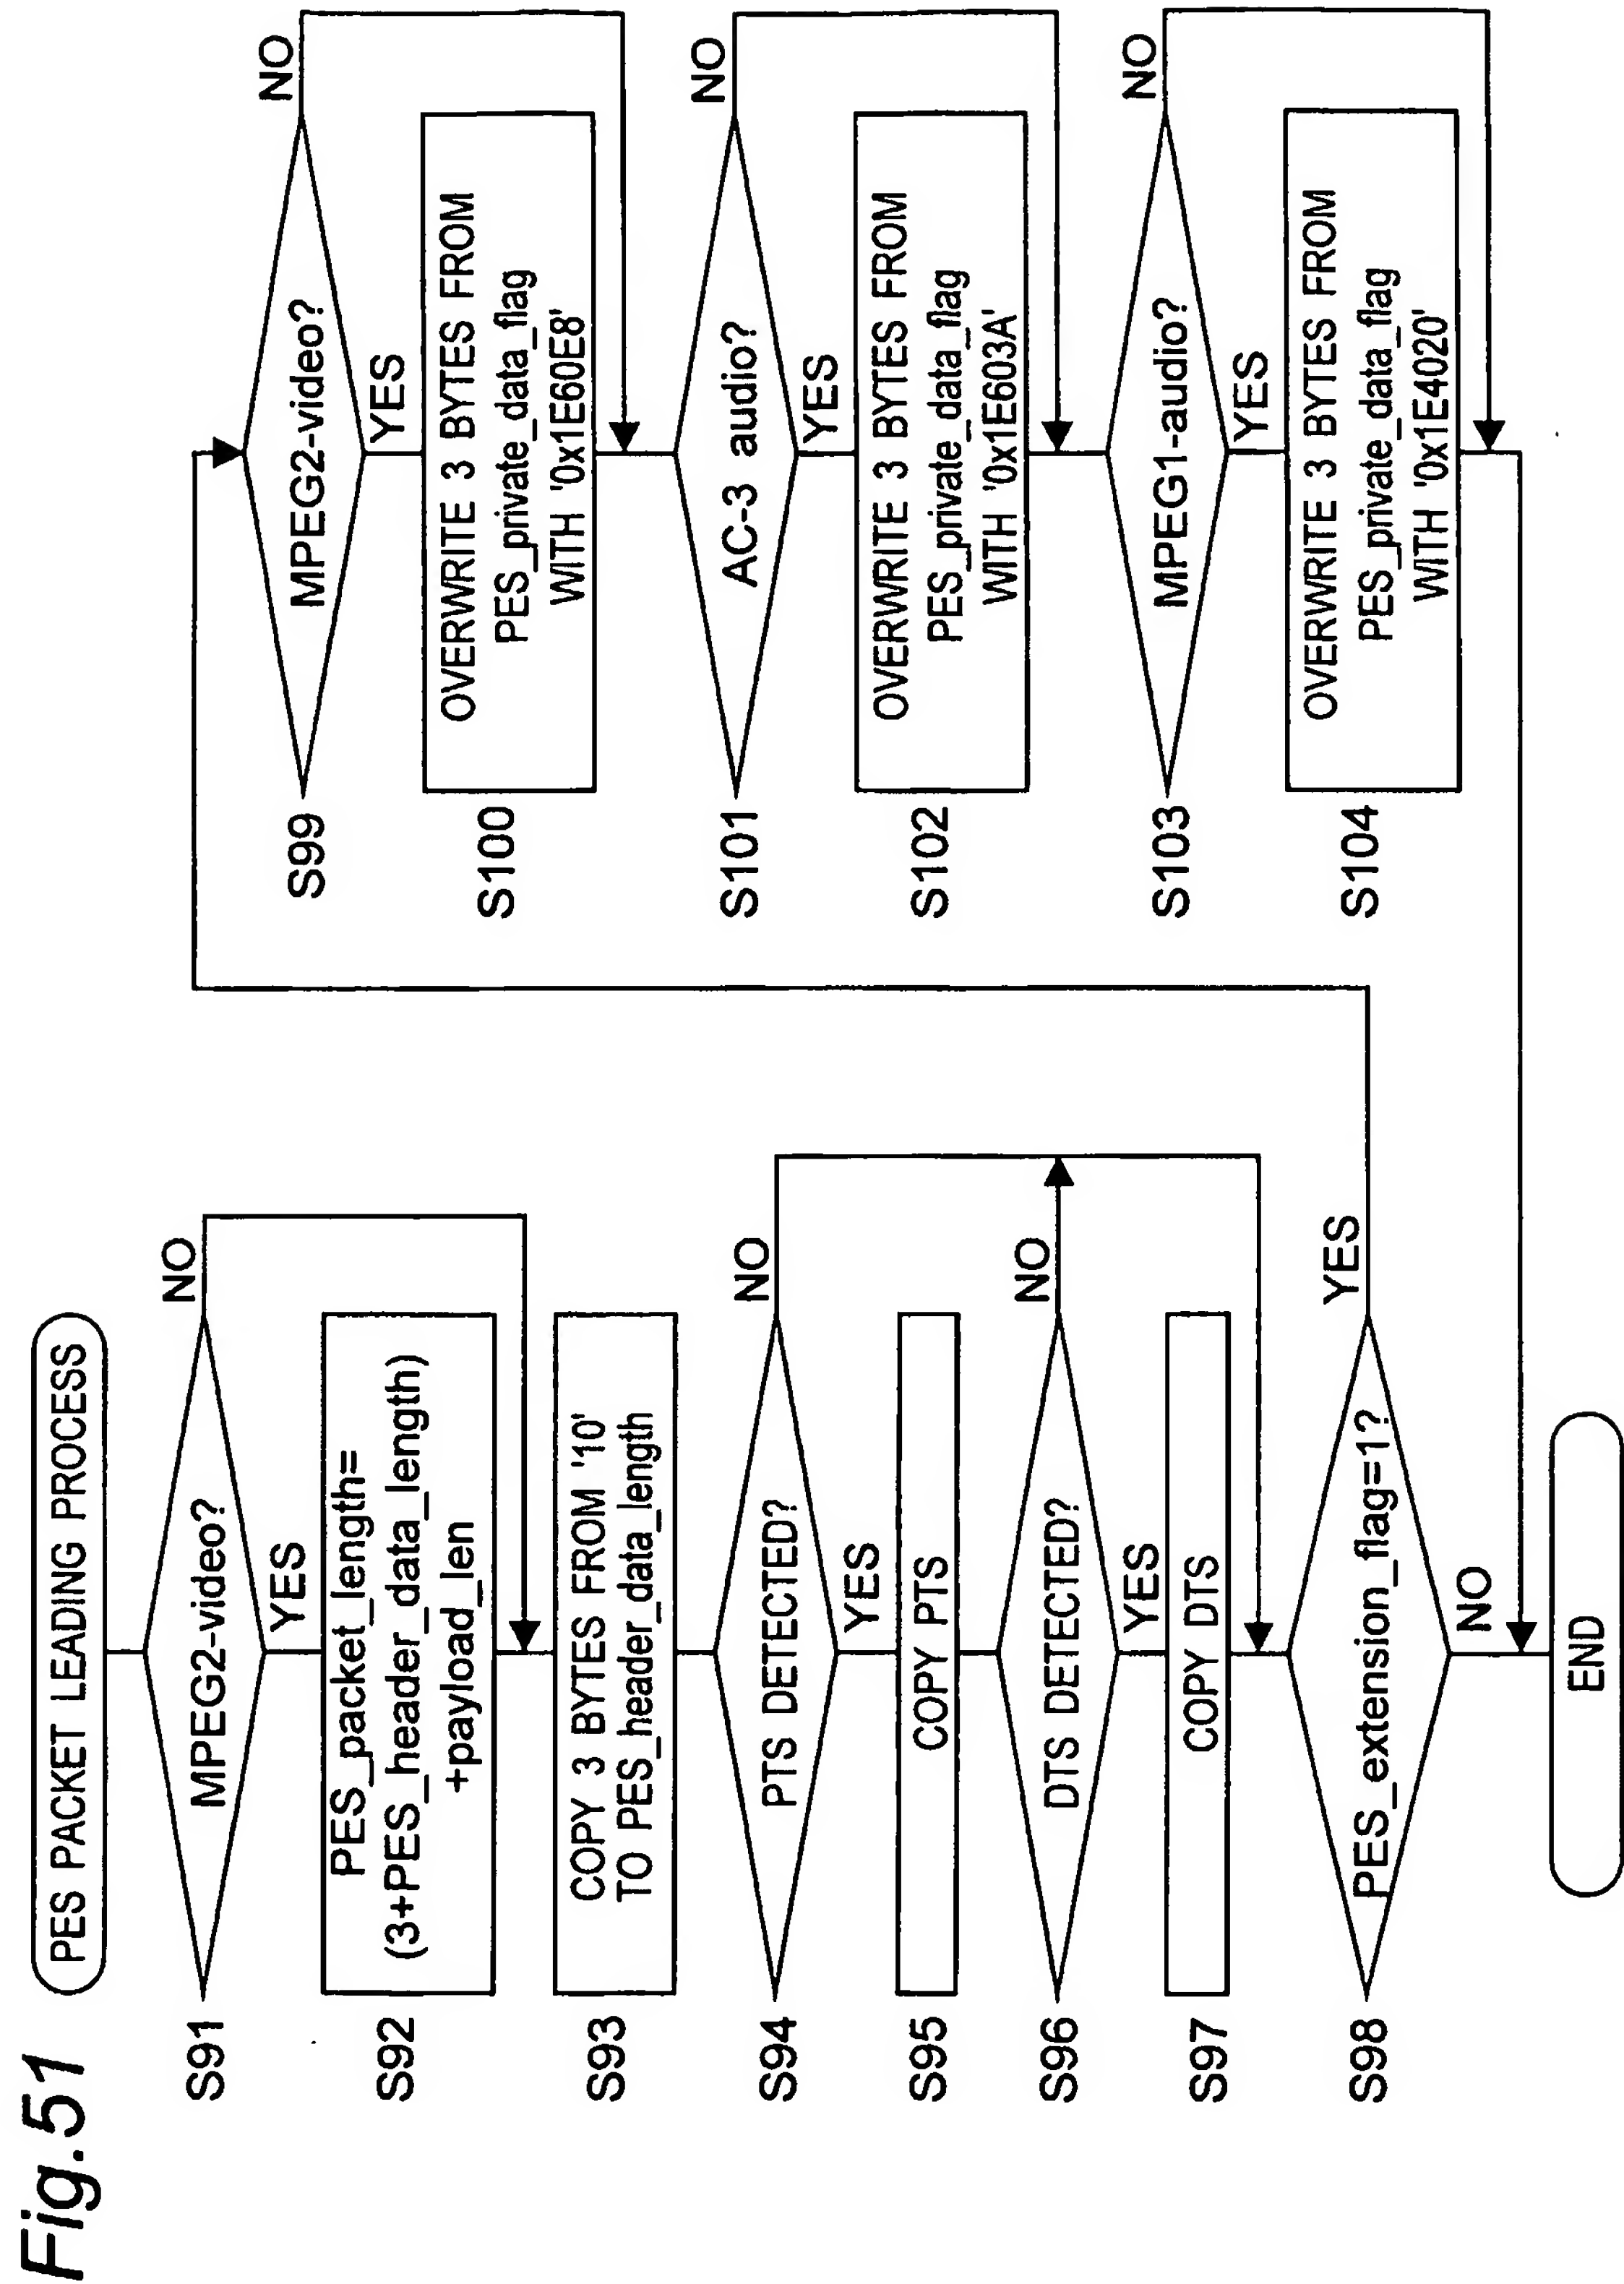 Fig.51
PES PACKET LEADING PROCESS
S91
MPEG2-video?
NO
YES
S92
PES_packet_length=
(3+PES_header_data_length)
+payload_len
S93
COPY 3 BYTES FROM '10'
TO PES_header_data_length
S94
PTS DETECTED?
NO
YES
S95
COPY PTS
S96
DTS DETECTED?
NO
YES
S97
COPY DTS
S98
PES_extension_flag=1?
YES
NO
END
S99
MPEG2-video?
NO
YES
S100
OVERWRITE 3 BYTES FROM
PES_private_data_flag
WITH '0x1E60E8'
S101
AC-3 audio?
NO
YES
S102
OVERWRITE 3 BYTES FROM
PES_private_data_flag
WITH '0x1E603A'
S103
MPEG1-audio?
NO
YES
S104
OVERWRITE 3 BYTES FROM
PES_private_data_flag
WITH '0x1E4020'